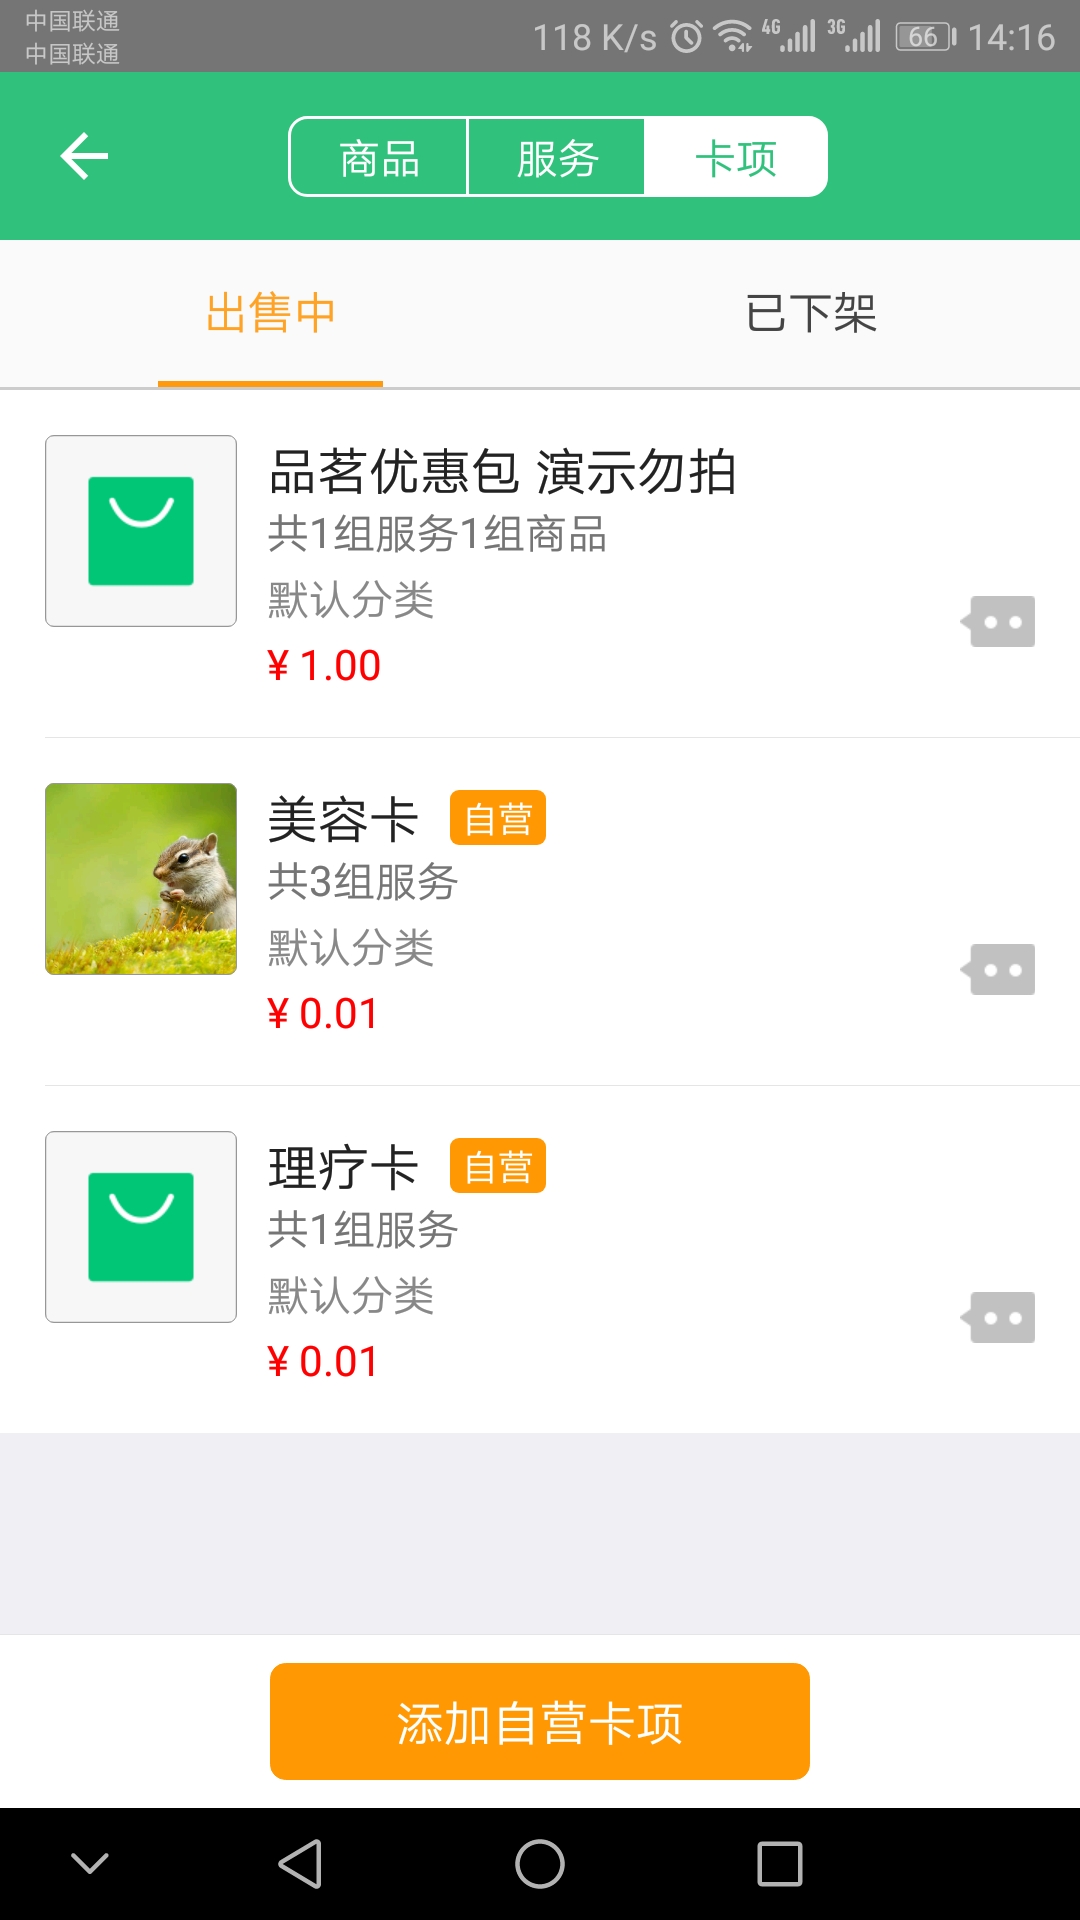 中国联通
中国联通
118 K/s 4G 3G 66 14:16
商品 服务 卡项
出售中 已下架
品茗优惠包 演示勿拍
共1组服务1组商品
默认分类
¥ 1.00
美容卡 自营
共3组服务
默认分类
¥ 0.01
理疗卡 自营
共1组服务
默认分类
¥ 0.01
添加自营卡项